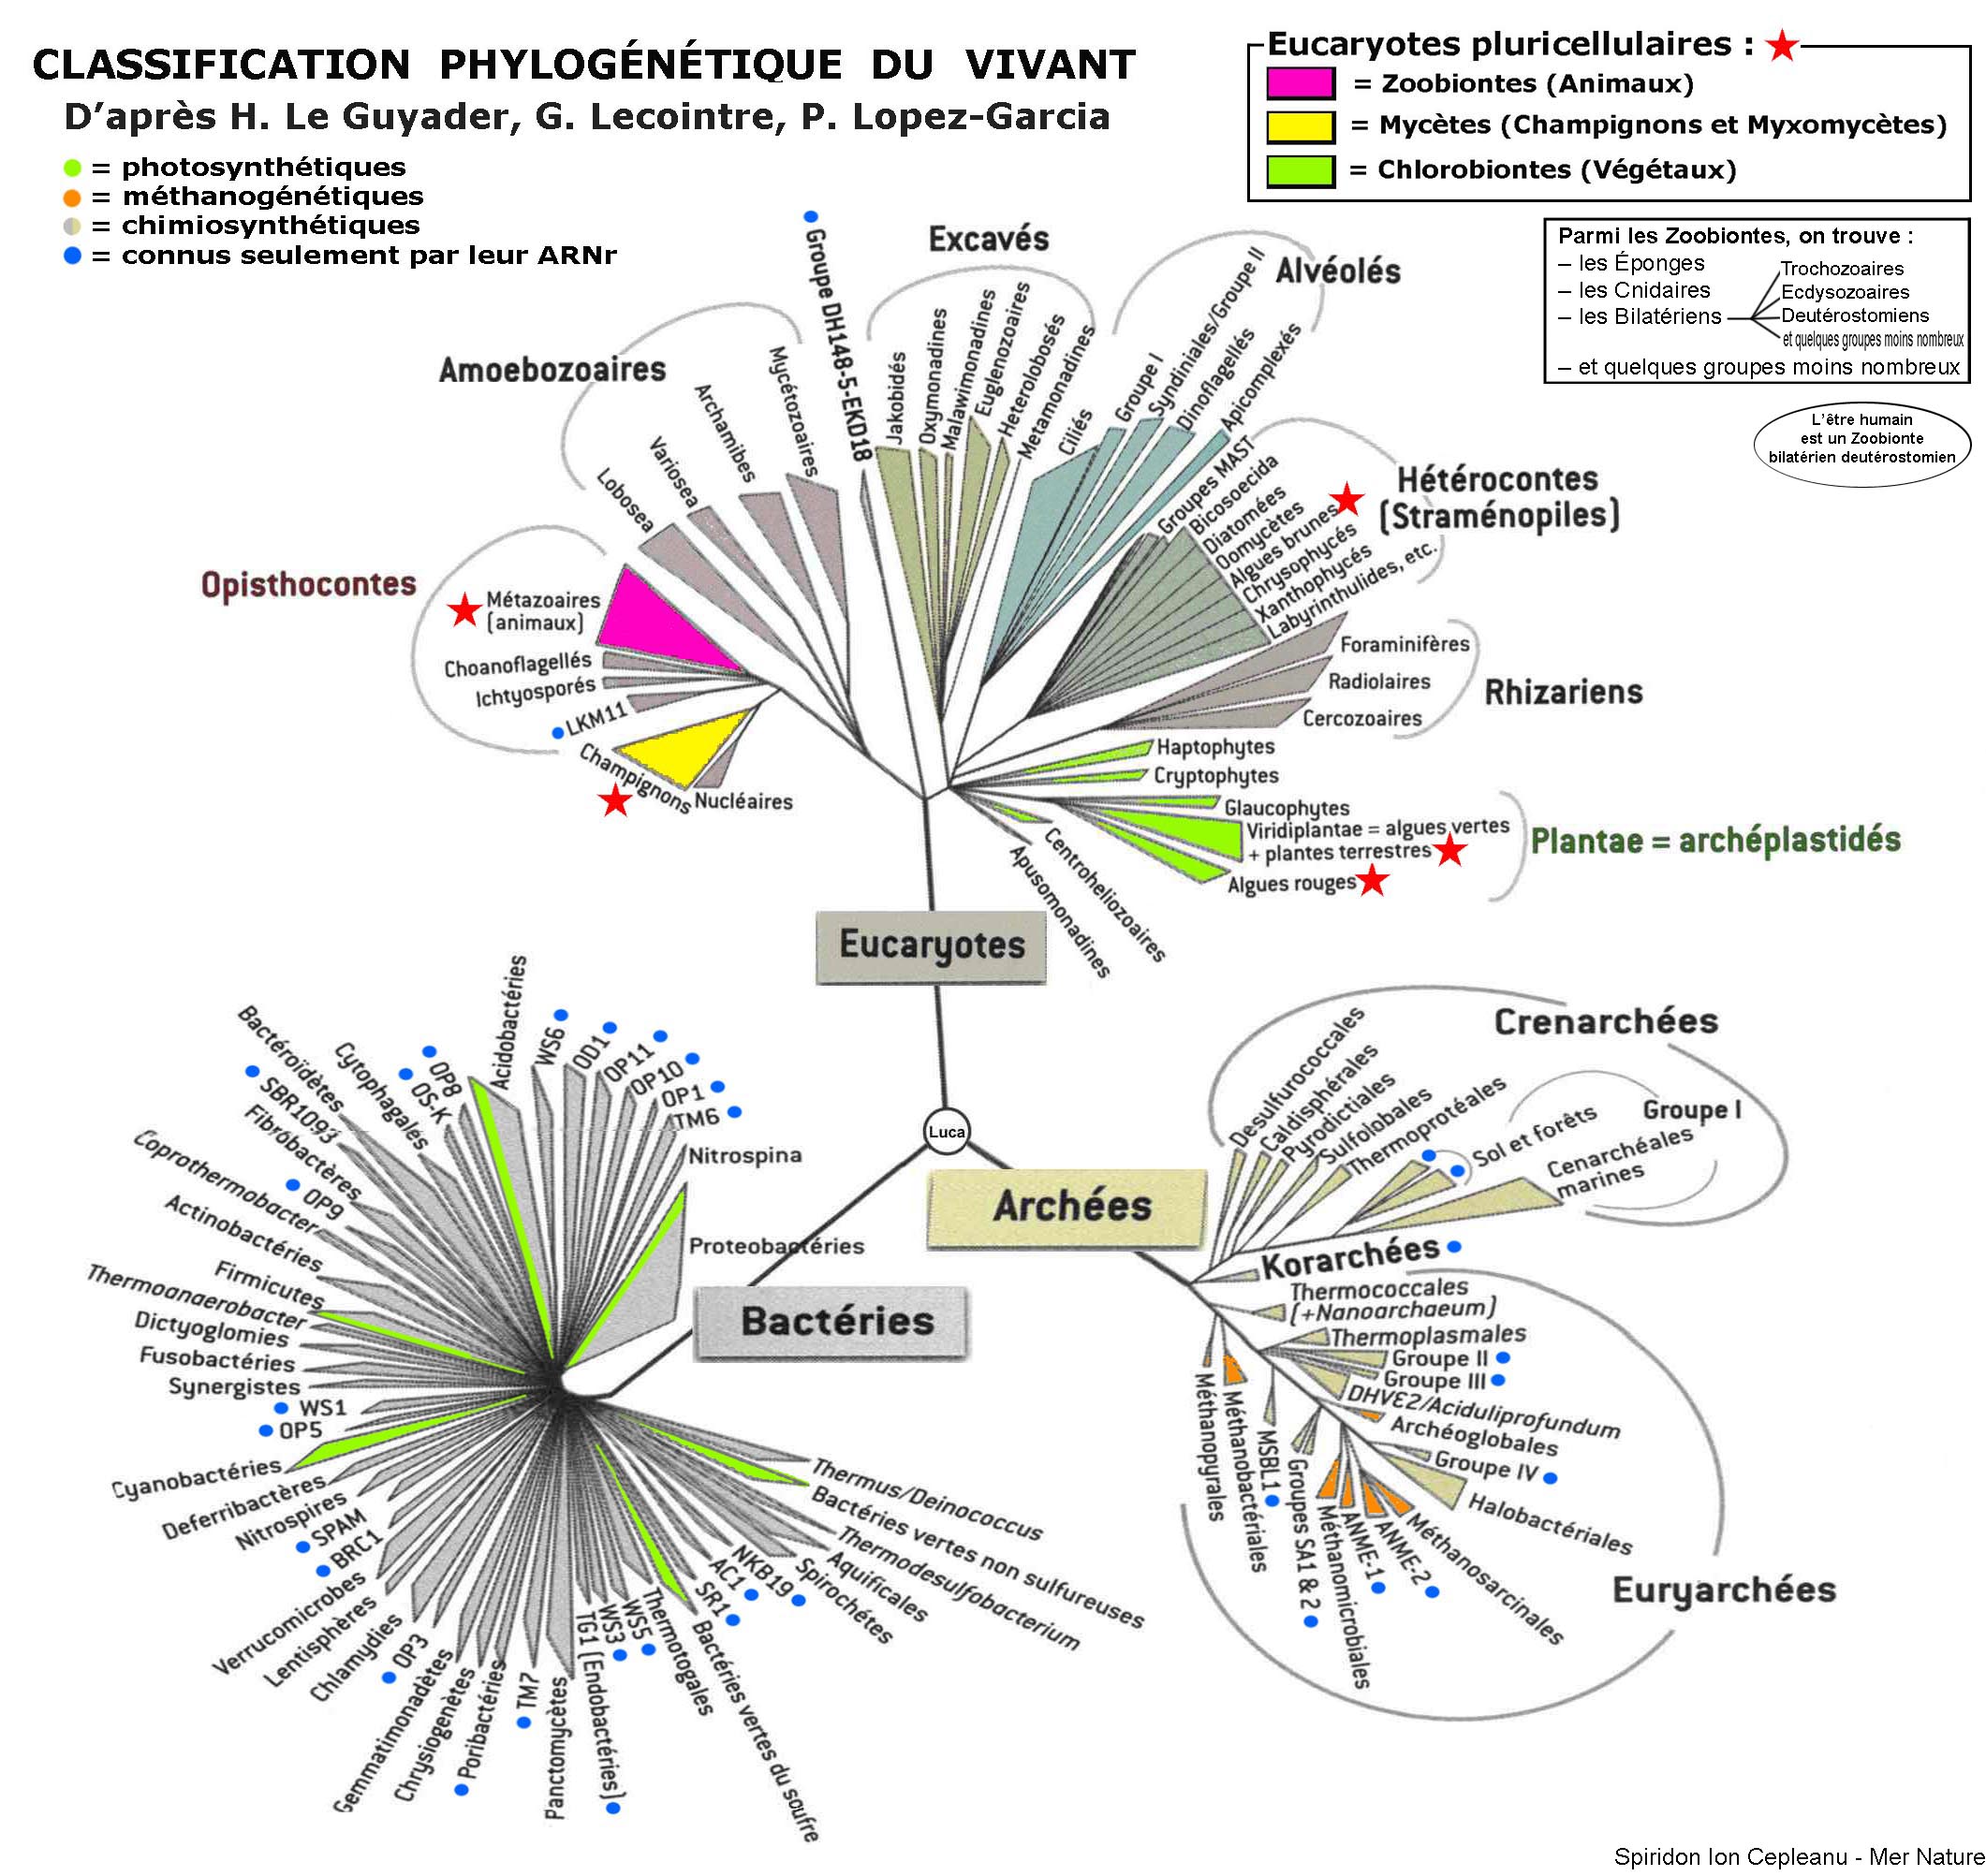 CLASSIFICATION PHYLOGÉNÉTIQUE DU VIVANT
D'après H. Le Guyader, G. Lecointre, P. Lopez-Garcia
= photosynthétiques
= méthanogénétiques
= chimiosynthétiques
= connus seulement par leur ARNr
Eucaryotes pluricellulaires :
= Zoobiontes (Animaux)
= Mycètes (Champignons et Myxomycètes)
= Chlorobiontes (Végétaux)
Parmi les Zoobiontes, on trouve :
– les Éponges
– les Cnidaires
– les Bilatériens
Trochozoaires
Ecdysozoaires
Deutérostomiens
et quelques groupes moins nombreux
– et quelques groupes moins nombreux
L'être humain
est un Zoobionte
bilatérien deutérostomien
Opisthocontes
Métazoaires
(animaux)
Choanoflagellés
Ichtyosporés
LKM11
Champignons
Nucléaires
Amoebozoaires
Lobosea
Variosea
Archamibes
Mycétozoaires
Groupe DH148-5-EKD18
Excavés
Jakobidés
Oxymonadines
Malawimonadines
Euglenozoaires
Heterolobosés
Metamonadines
Alvéolés
Ciliés
Groupe I
Syndiniales/Groupe II
Dinoflagellés
Apicomplexés
Hétérocontes
(Straménopiles)
Groupes MAST
Bicosoecida
Diatomées
Oomycètes
Algues brunes
Chrysophycés
Xanthophycés
Labyrinthulides, etc.
Rhizariens
Foraminifères
Radiolaires
Cercozoaires
Haptophytes
Cryptophytes
Glaucophytes
Viridiplantae = algues vertes
+ plantes terrestres
Algues rouges
Plantae = archéplastidés
Centroheliozoaires
Apusomonadines
Eucaryotes
Luca
Archées
Bactéries
Crenarchées
Desulfurococcales
Caldisphérales
Pyrodictiales
Sulfolobales
Thermoprotéales
Sol et forêts
Groupe I
Cenarchéales
marines
Korarchées
Thermococcales
(+Nanoarchaeum)
Thermoplasmales
Groupe II
Groupe III
DHVE2/Aciduliprofundum
Archéoglobales
Groupe IV
Halobactériales
Méthanosarcinales
ANME-2
ANME-1
Méthanomicrobiales
Groupes SA1 & 2
MSBL1
Méthanobactériales
Méthanopyrales
Euryarchées
Acidobactéries
WS6
OD1
OP11
OP10
OP1
TM6
Nitrospina
Proteobactéries
OP8
OS-K
Cytophagales
Bactéroïdètes
SBR1093
Fibrobactères
OP9
Coprothermobacter
Actinobactéries
Firmicutes
Thermoanaerobacter
Dictyoglomies
Fusobactéries
Synergistes
WS1
OP5
Cyanobactéries
Deferribactères
Nitrospires
SPAM
BRC1
Verrucomicrobes
Lentisphères
Chlamydies
OP3
Gemmatimonadètes
Chrysiogenètes
Poribactéries
TM7
Panctomycètes
TG1 (Endobactéries)
WS3
WS5
Thermotogales
Bactéries vertes du soufre
SR1
AC1
NKB19
Spirochétes
Aquificales
Thermodesulfobacterium
Bactéries vertes non sulfureuses
Thermus/Deinococcus
Spiridon Ion Cepleanu - Mer Nature